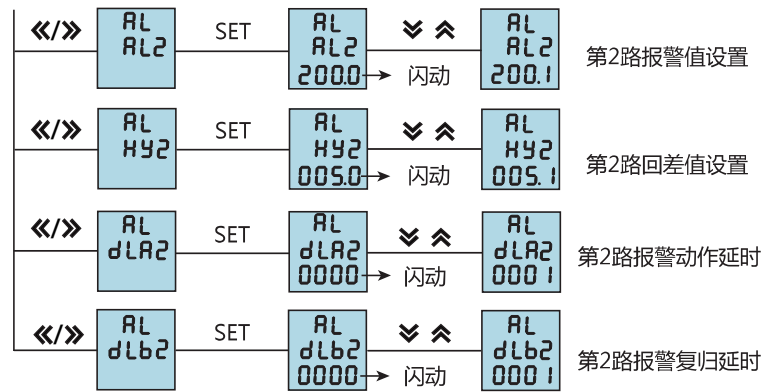 «/» AL SET AL AL
AL2 AL2 AL2 第2路报警值设置
200.0 闪动 200.1
«/» AL SET AL AL
HY2 HY2 HY2 第2路回差值设置
005.0 闪动 005.1
«/» AL SET AL AL
dLA2 dLA2 dLA2 第2路报警动作延时
0000 闪动 0001
«/» AL SET AL AL
dLb2 dLb2 dLb2 第2路报警复归延时
0000 闪动 0001